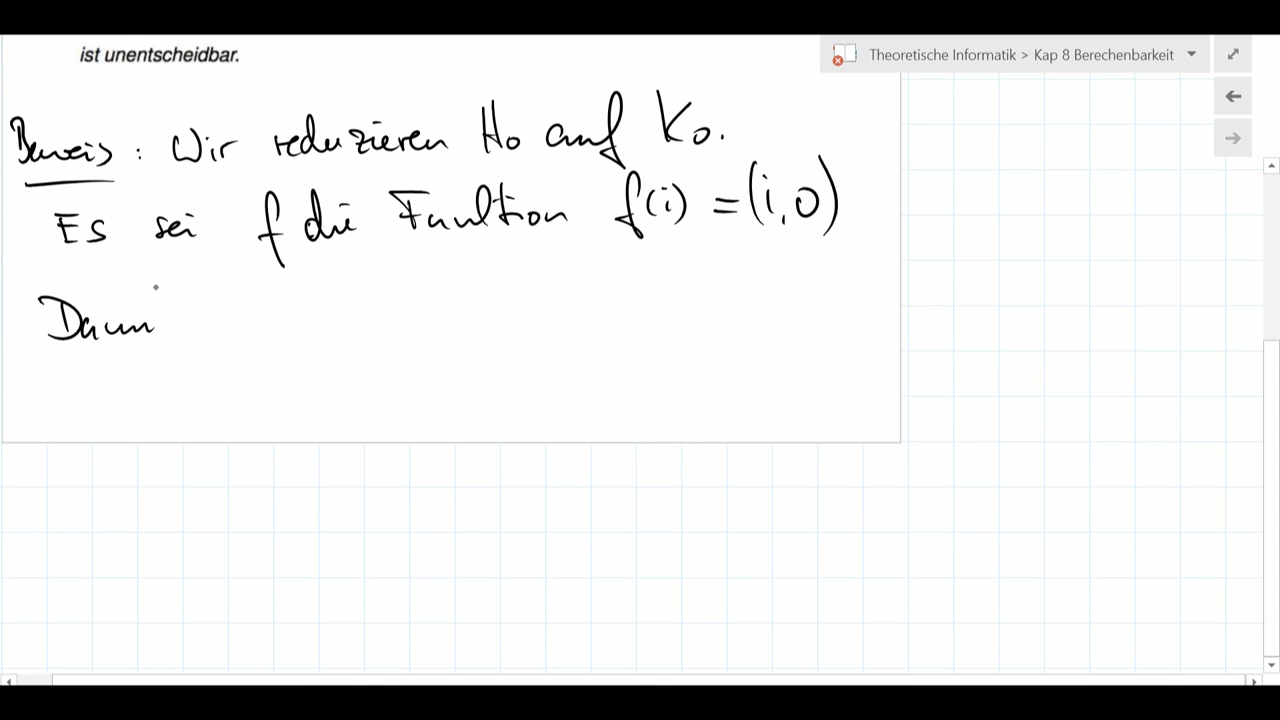 ist unentscheidbar.
Theoretische Informatik > Kap 8 Berechenbarkeit
Beweis: Wir reduzieren H₀ auf K₀.
Es sei f die Funktion f(i) = (i,0)
Dann